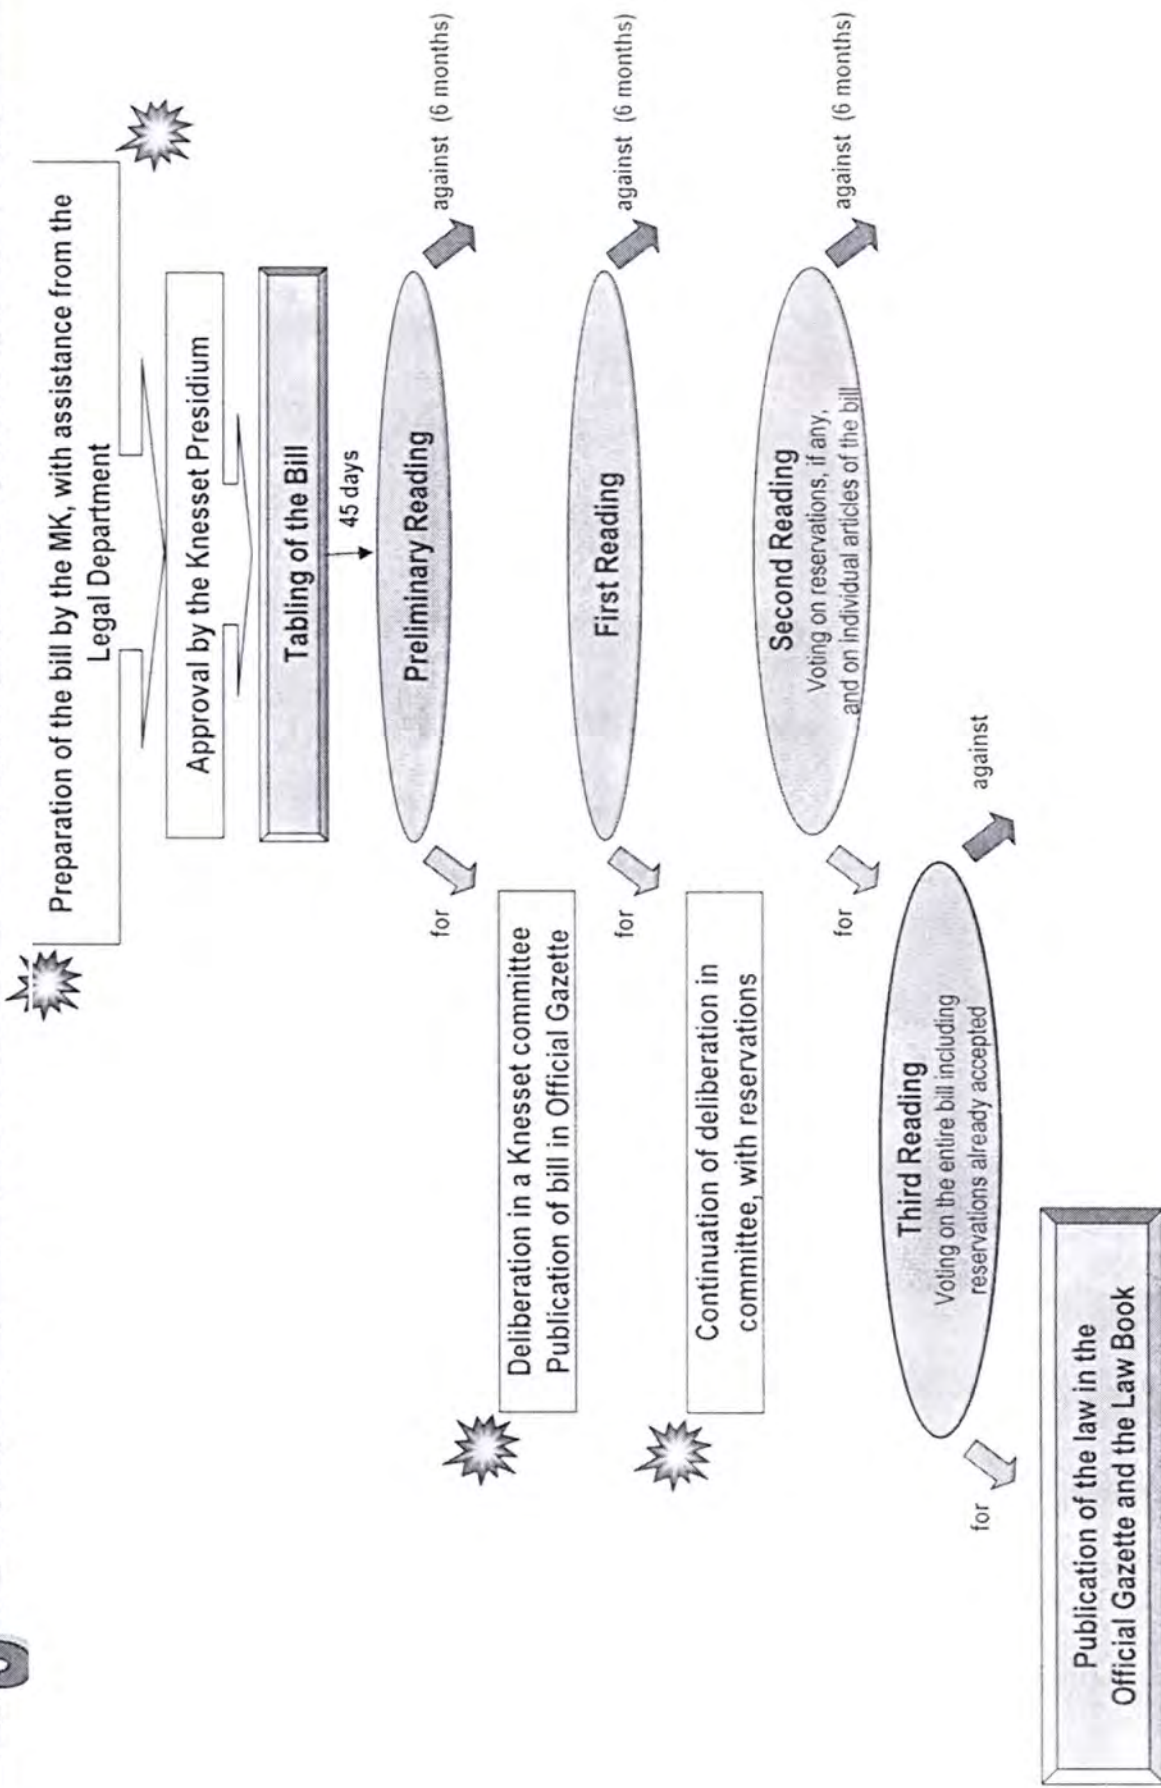 Preparation of the bill by the MK, with assistance from the
Legal Department
Approval by the Knesset Presidium
Tabling of the Bill
45 days
Preliminary Reading
for
against (6 months)
Deliberation in a Knesset committee
Publication of bill in Official Gazette
First Reading
for
against (6 months)
Continuation of deliberation in
committee, with reservations
Second Reading
Voting on reservations, if any,
and on individual articles of the bill
for
against (6 months)
Third Reading
Voting on the entire bill including
reservations already accepted
for
against
Publication of the law in the
Official Gazette and the Law Book